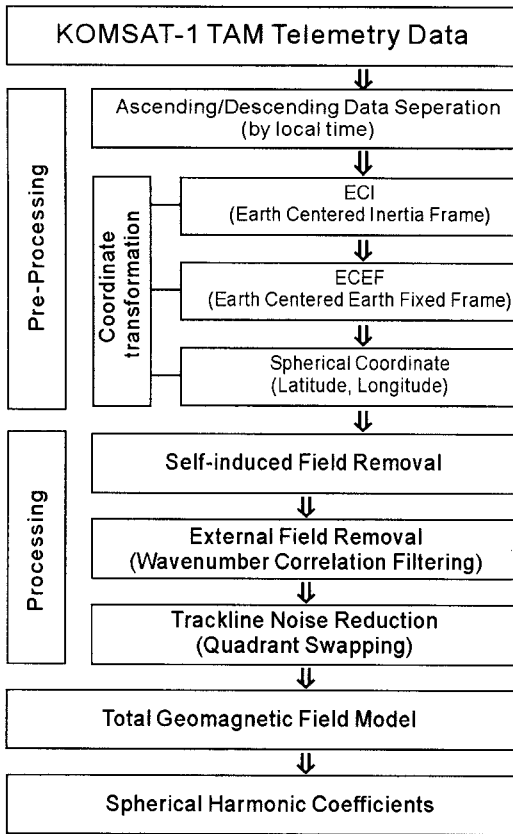 KOMSAT-1 TAM Telemetry Data
Pre-Processing
Ascending/Descending Data Seperation
(by local time)
Coordinate
transformation
ECI
(Earth Centered Inertia Frame)
ECEF
(Earth Centered Earth Fixed Frame)
Spherical Coordinate
(Latitude, Longitude)
Processing
Self-induced Field Removal
External Field Removal
(Wavenumber Correlation Filtering)
Trackline Noise Reduction
(Quadrant Swapping)
Total Geomagnetic Field Model
Spherical Harmonic Coefficients